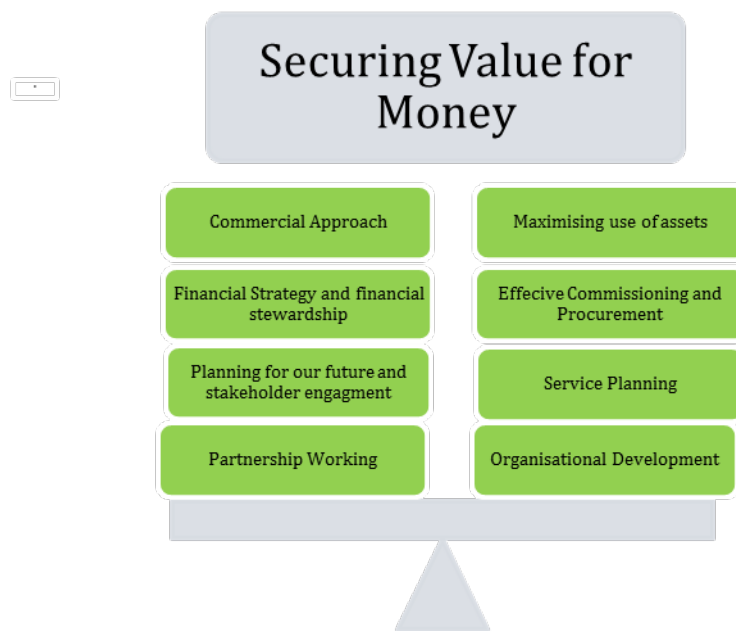 Securing Value for
Money
Commercial Approach
Maximising use of assets
Financial Strategy and financial
stewardship
Effecive Commissioning and
Procurement
Planning for our future and
stakeholder engagment
Service Planning
Partnership Working
Organisational Development